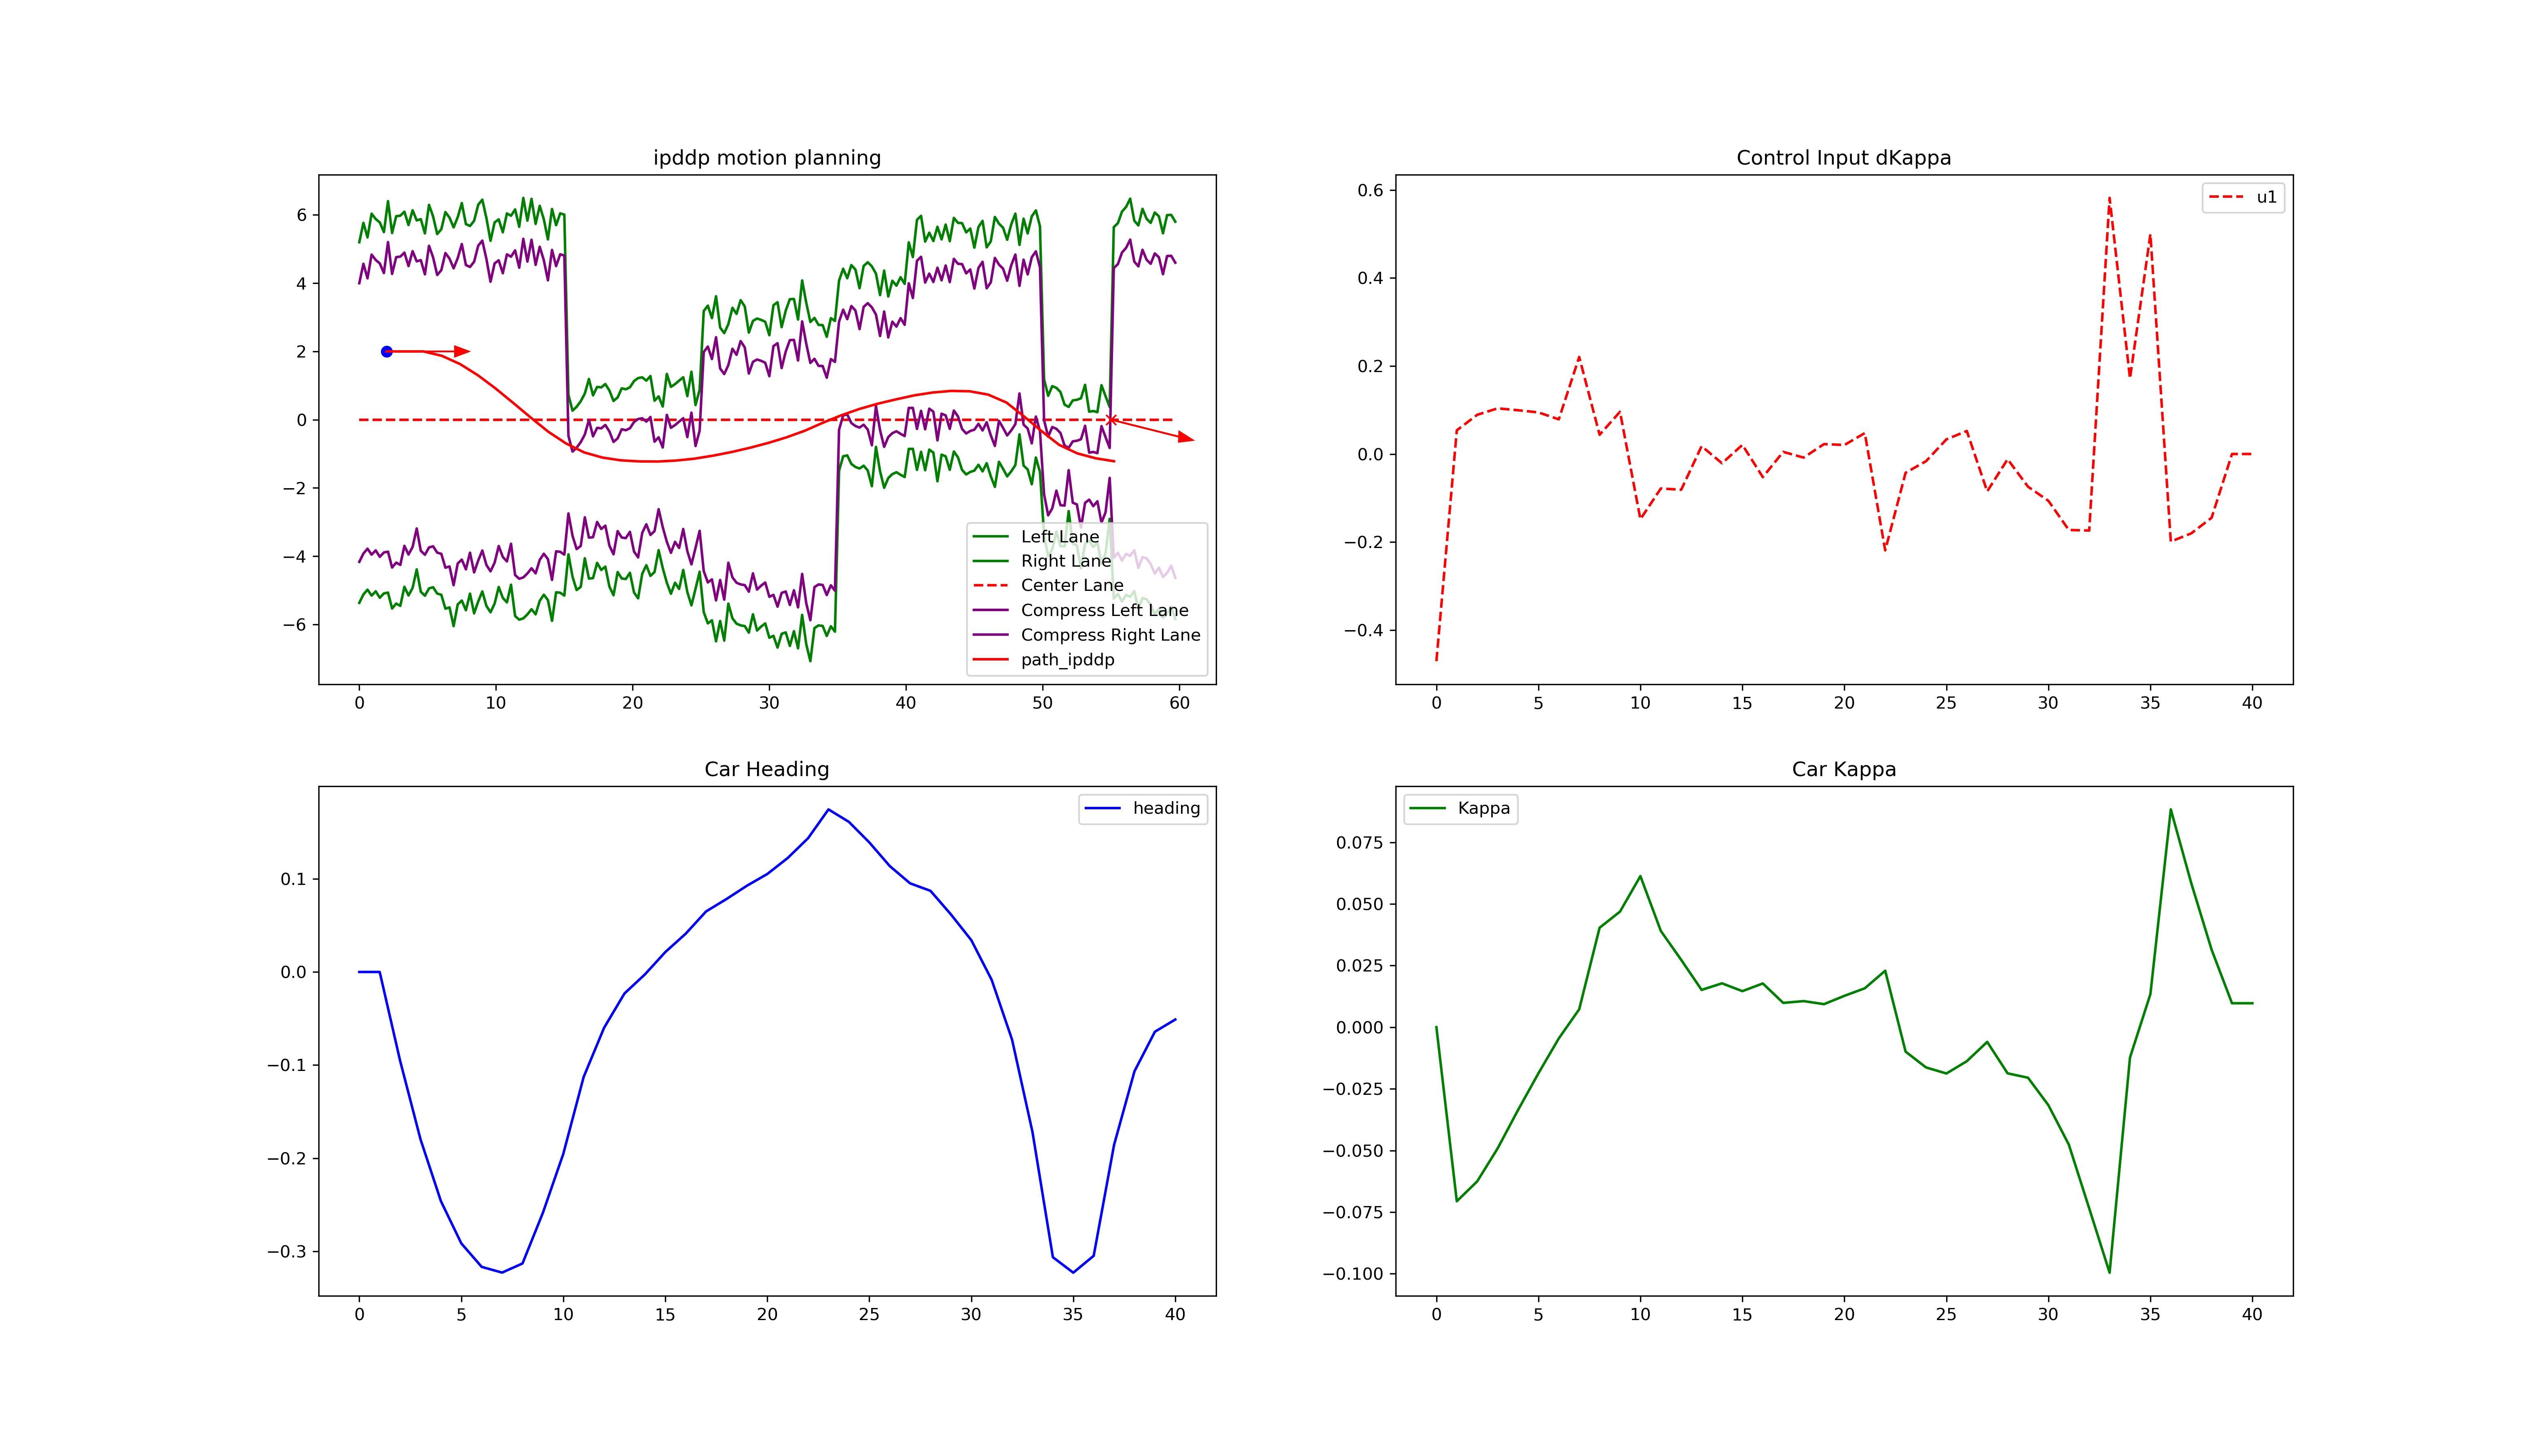 ipddp motion planning
6
4
2
0
−2
−4
−6
0 10 20 30 40 50 60
Left Lane
Right Lane
Center Lane
Compress Left Lane
Compress Right Lane
path_ipddp
Control Input dKappa
u1
0.6
0.4
0.2
0.0
−0.2
−0.4
0 5 10 15 20 25 30 35 40
Car Heading
heading
0.1
0.0
−0.1
−0.2
−0.3
0 5 10 15 20 25 30 35 40
Car Kappa
Kappa
0.075
0.050
0.025
0.000
−0.025
−0.050
−0.075
−0.100
0 5 10 15 20 25 30 35 40